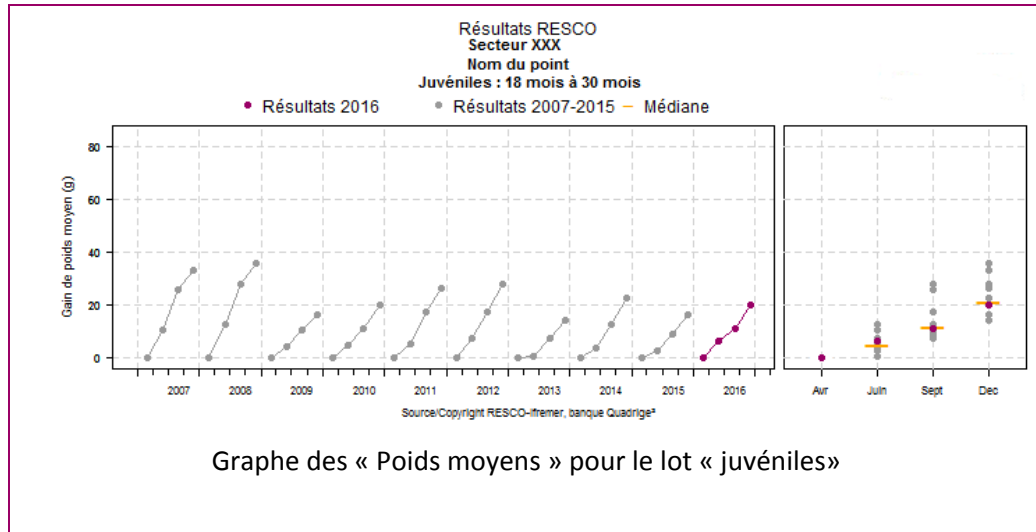 Résultats RESCO
Secteur XXX
Nom du point
Juvéniles : 18 mois à 30 mois
Résultats 2016 Résultats 2007-2015 Médiane
Gain de poids moyen (g)
80
60
40
20
0
2007 2008 2009 2010 2011 2012 2013 2014 2015 2016
Avr Juin Sept Dec
Source/Copyright RESCO-Ifremer, banque Quadrige²
Graphe des « Poids moyens » pour le lot « juvéniles»